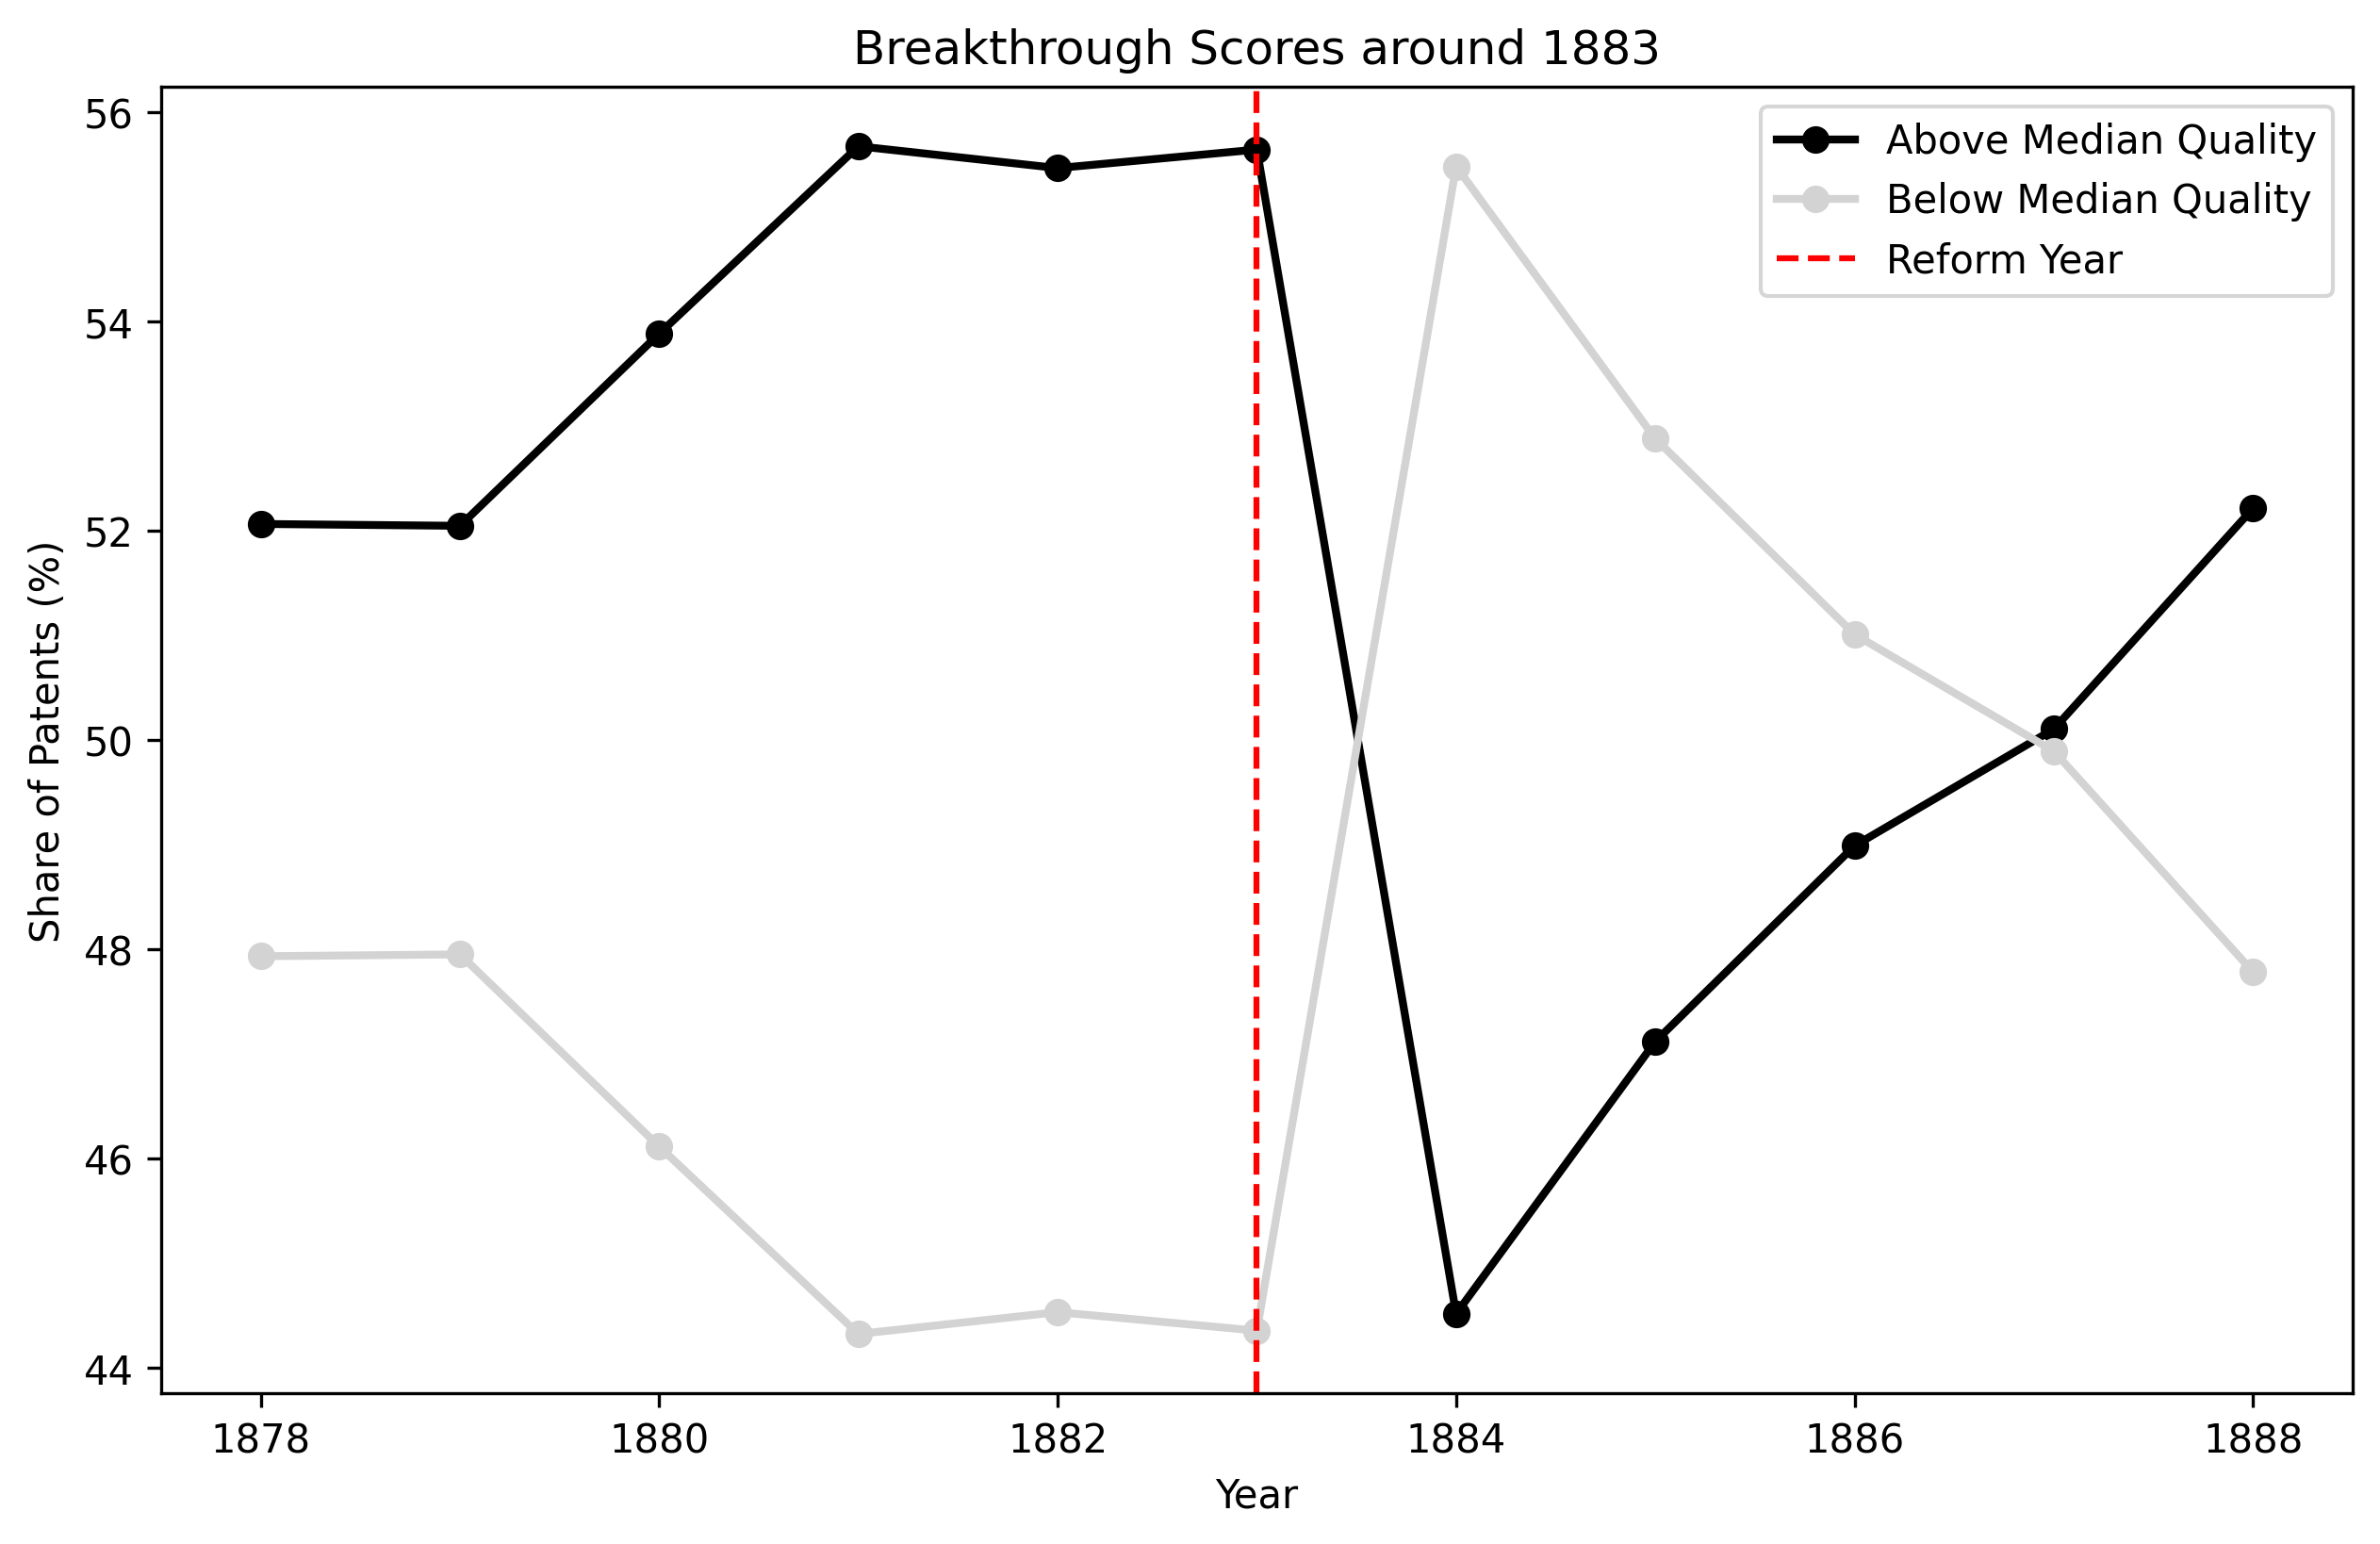 Breakthrough Scores around 1883
Above Median Quality
Below Median Quality
Reform Year
Share of Patents (%)
56
54
52
50
48
46
44
1878 1880 1882 1884 1886 1888
Year